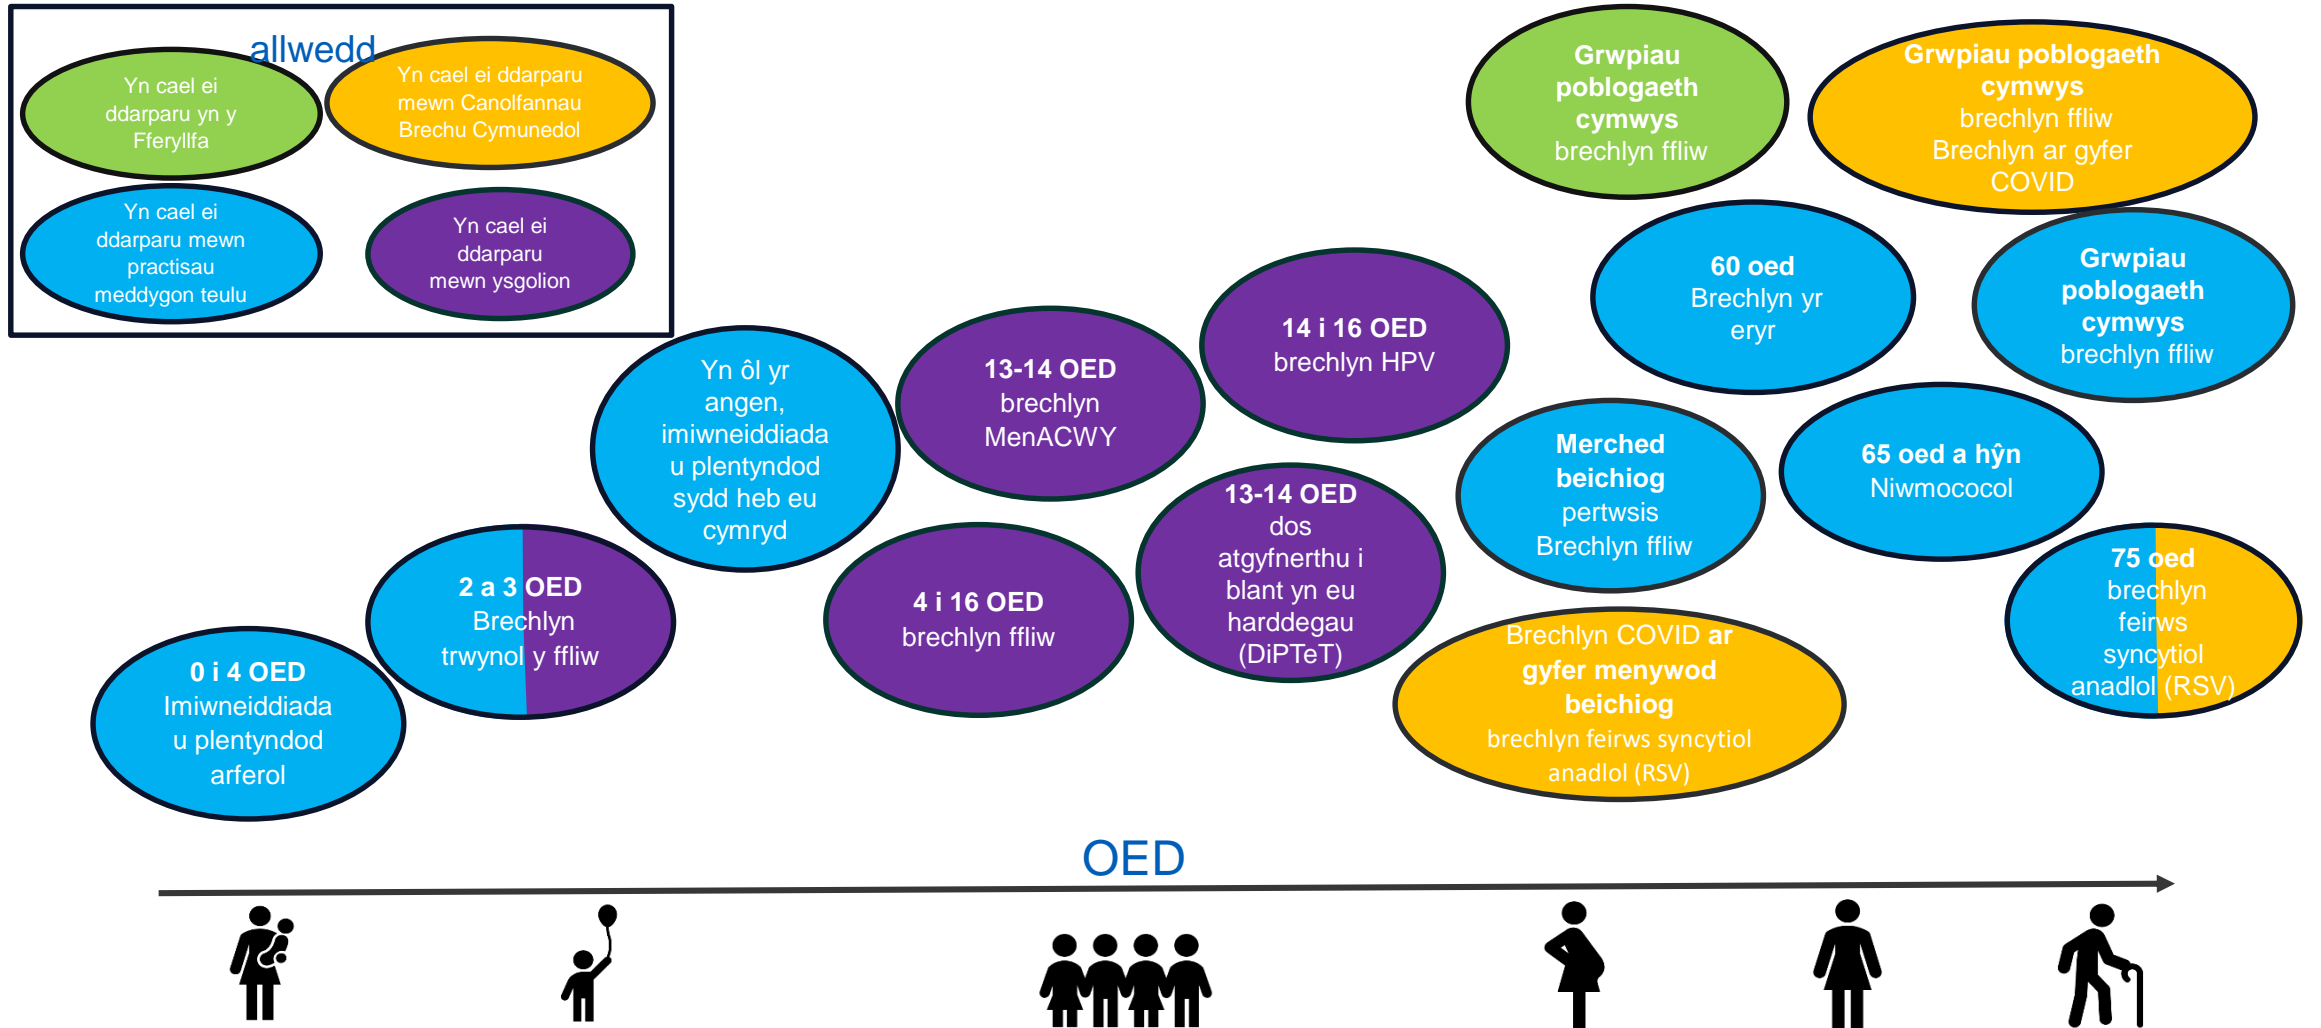 allwedd
Yn cael ei
ddarparu yn y
Fferyllfa
Yn cael ei ddarparu
mewn Canolfannau
Brechu Cymunedol
Yn cael ei
ddarparu mewn
practisau
meddygon teulu
Yn cael ei
ddarparu
mewn ysgolion
0 i 4 OED
Imiwneiddiada
u plentyndod
arferol
2 a 3 OED
Brechlyn
trwynol y ffliw
Yn ôl yr
angen,
imiwneiddiada
u plentyndod
sydd heb eu
cymryd
13-14 OED
brechlyn
MenACWY
4 i 16 OED
brechlyn ffliw
14 i 16 OED
brechlyn HPV
13-14 OED
dos
atgyfnerthu i
blant yn eu
harddegau
(DiPTeT)
Grwpiau
poblogaeth
cymwys
brechlyn ffliw
Grwpiau poblogaeth
cymwys
brechlyn ffliw
Brechlyn ar gyfer
COVID
60 oed
Brechlyn yr
eryr
Grwpiau
poblogaeth
cymwys
brechlyn ffliw
Merched
beichiog
pertwsis
Brechlyn ffliw
65 oed a hŷn
Niwmococol
Brechlyn COVID ar
gyfer menywod
beichiog
brechlyn feirws syncytiol
anadlol (RSV)
75 oed
brechlyn
feirws
syncytiol
anadlol (RSV)
OED